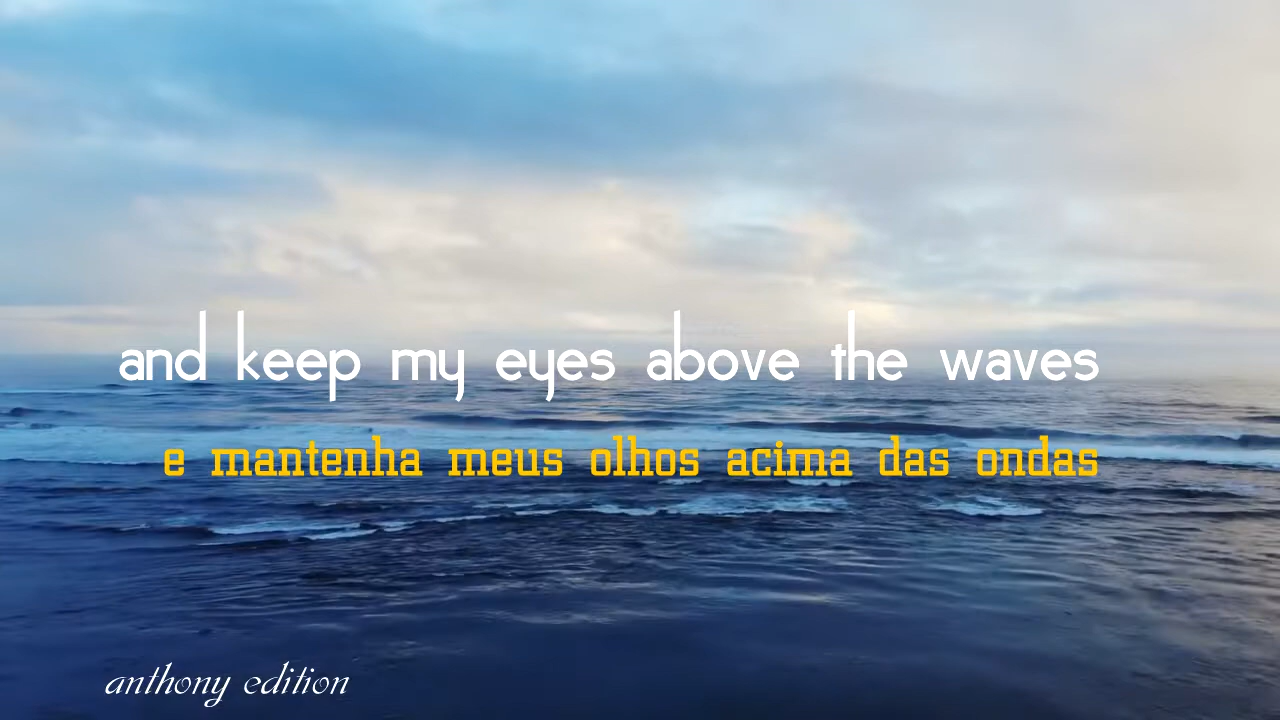 and keep my eyes above the waves
e mantenha meus olhos acima das ondas
anthony edition